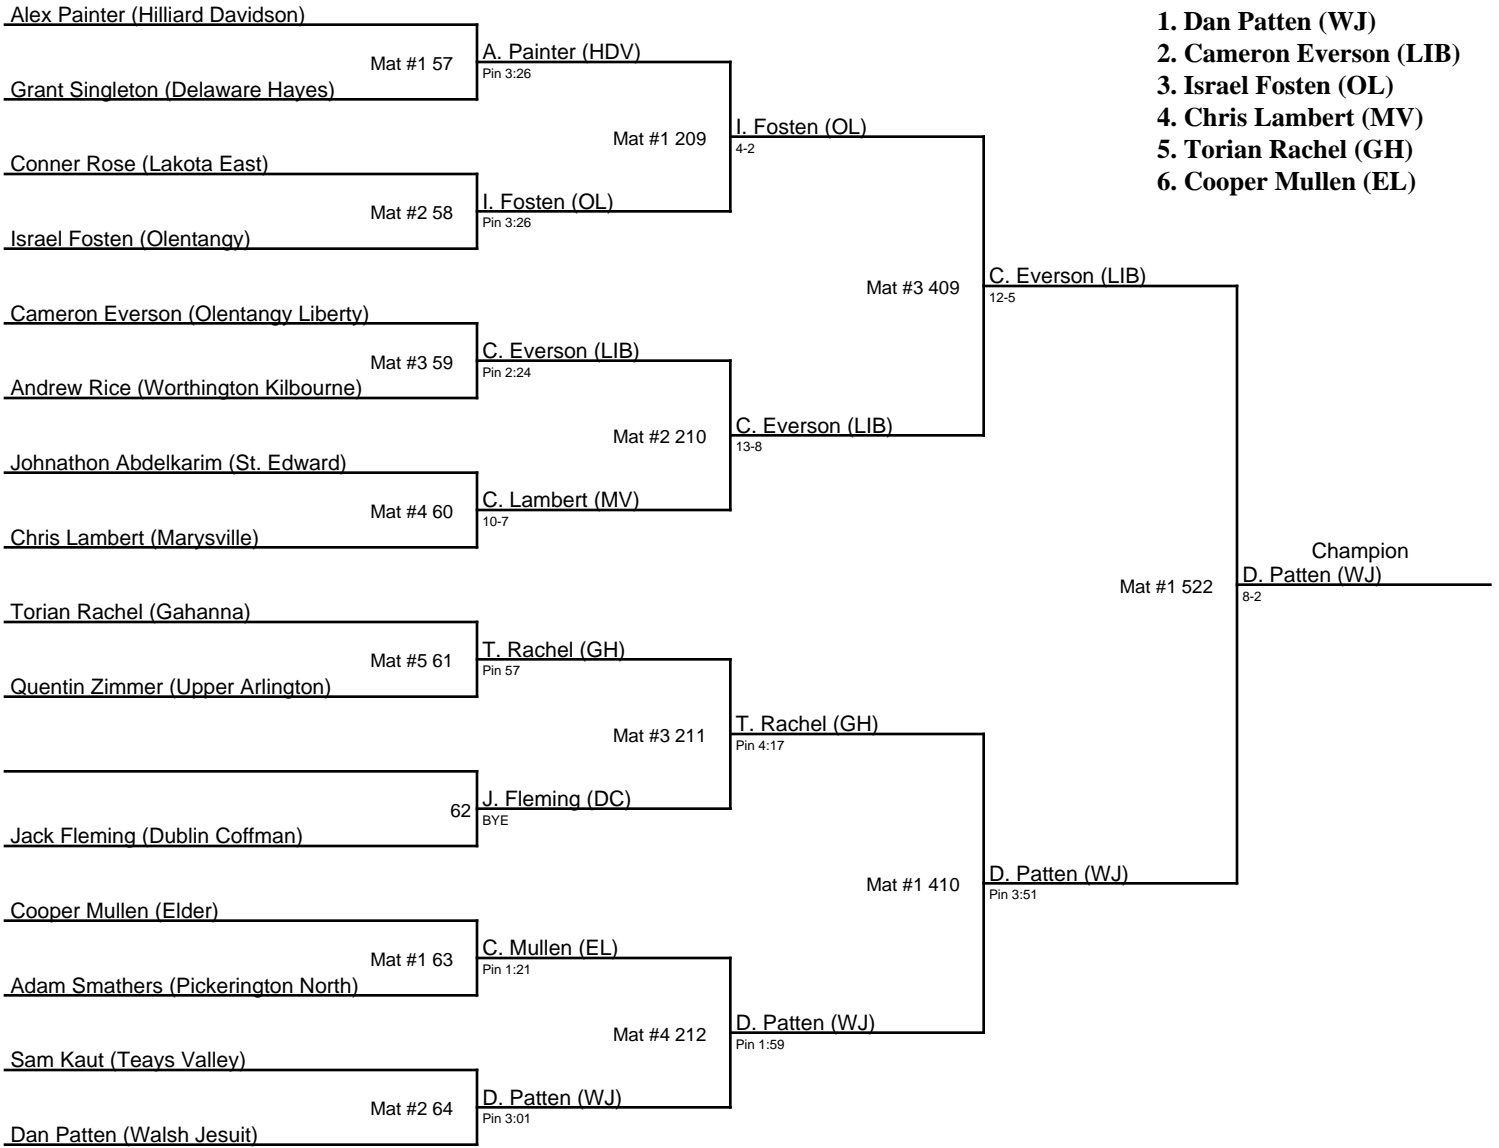 Alex Painter (Hilliard Davidson)
Mat #1 57
Grant Singleton (Delaware Hayes)
A. Painter (HDV)
Pin 3:26
Conner Rose (Lakota East)
Mat #2 58
Israel Fosten (Olentangy)
I. Fosten (OL)
Pin 3:26
Mat #1 209
I. Fosten (OL)
4-2
Cameron Everson (Olentangy Liberty)
Mat #3 59
Andrew Rice (Worthington Kilbourne)
C. Everson (LIB)
Pin 2:24
Johnathon Abdelkarim (St. Edward)
Mat #4 60
Chris Lambert (Marysville)
C. Lambert (MV)
10-7
Mat #2 210
C. Everson (LIB)
13-8
Mat #3 409
C. Everson (LIB)
12-5
Torian Rachel (Gahanna)
Mat #5 61
Quentin Zimmer (Upper Arlington)
T. Rachel (GH)
Pin 57
62
Jack Fleming (Dublin Coffman)
J. Fleming (DC)
BYE
Mat #3 211
T. Rachel (GH)
Pin 4:17
Cooper Mullen (Elder)
Mat #1 63
Adam Smathers (Pickerington North)
C. Mullen (EL)
Pin 1:21
Sam Kaut (Teays Valley)
Mat #2 64
Dan Patten (Walsh Jesuit)
D. Patten (WJ)
Pin 3:01
Mat #4 212
D. Patten (WJ)
Pin 1:59
Mat #1 410
D. Patten (WJ)
Pin 3:51
Mat #1 522
Champion
D. Patten (WJ)
8-2
1. Dan Patten (WJ)
2. Cameron Everson (LIB)
3. Israel Fosten (OL)
4. Chris Lambert (MV)
5. Torian Rachel (GH)
6. Cooper Mullen (EL)